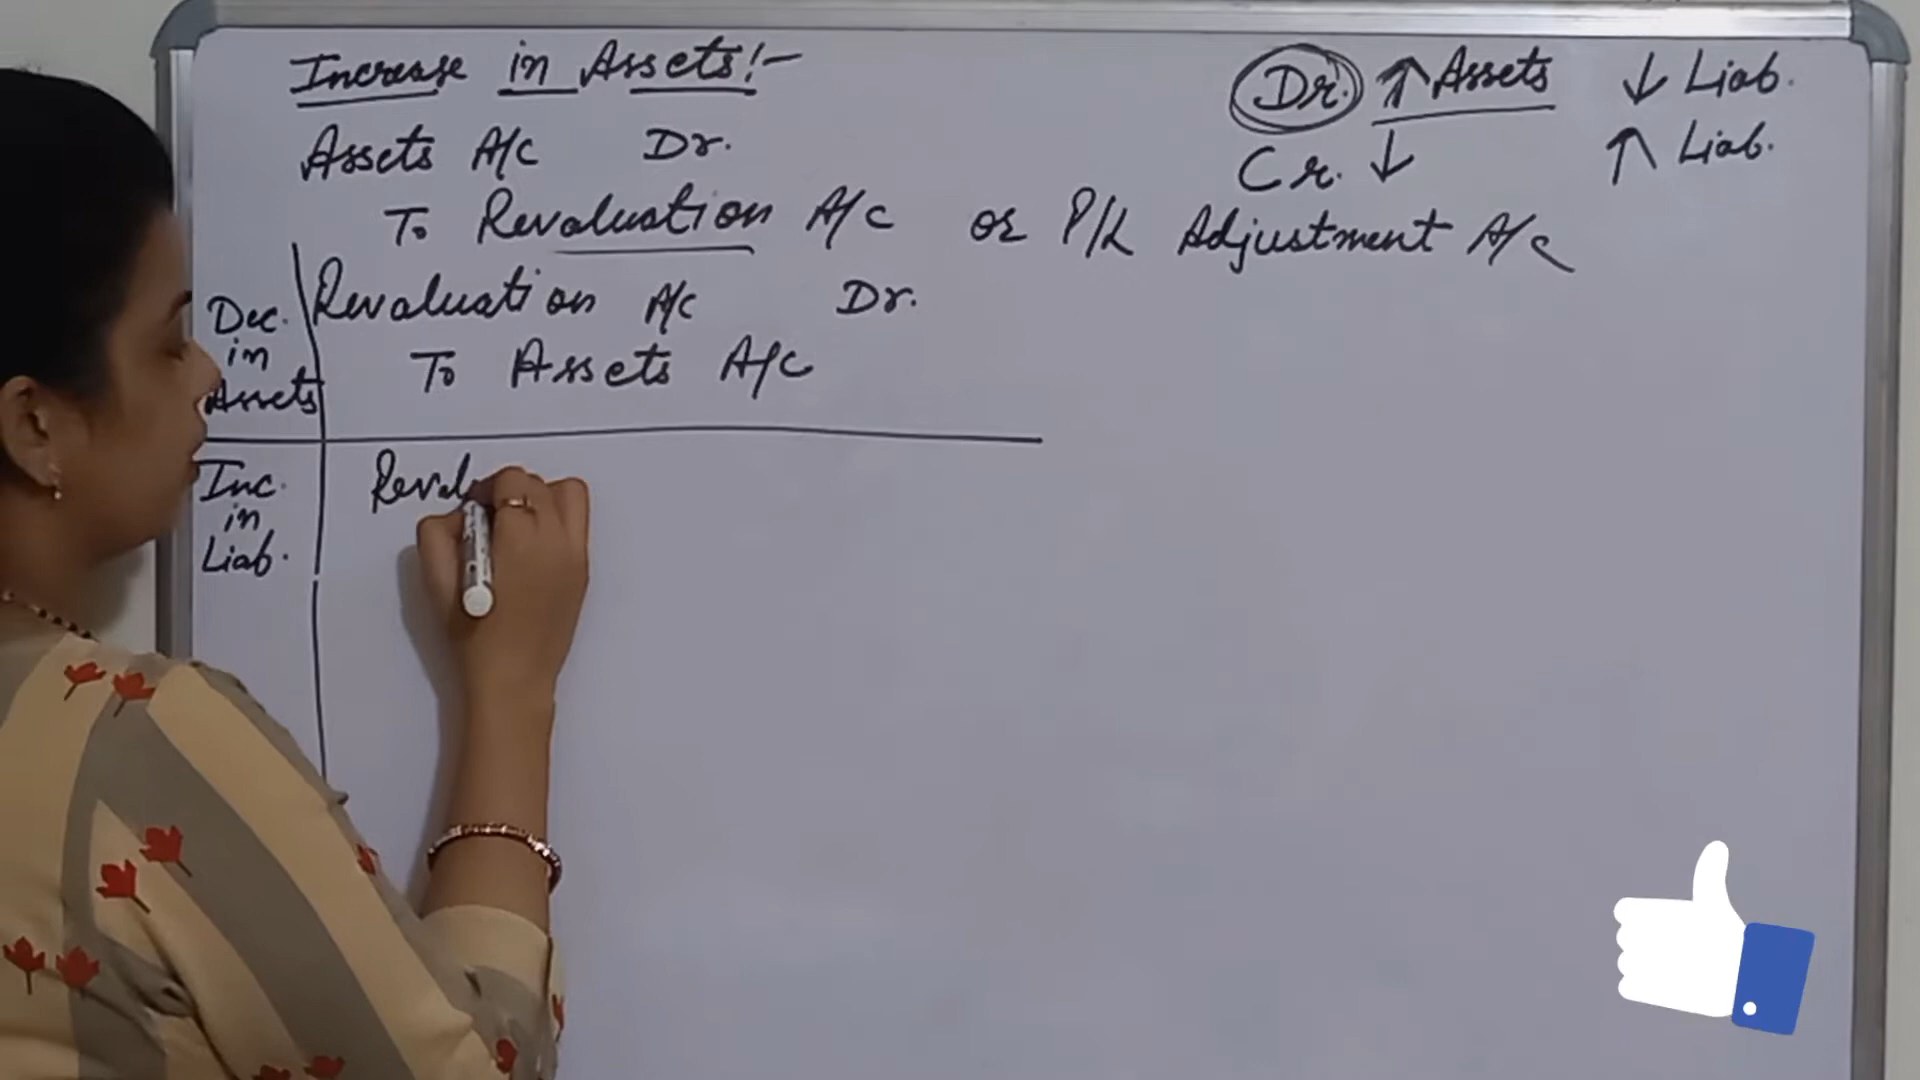 Increase in Assets!-
Assets A/c Dr.
To Revaluation A/c or P/L Adjustment A/c
Dr. ↑ Assets ↓ Liab.
Cr. ↓ ↑ Liab.
Dec. in Assets
Revaluation A/c Dr.
To Assets A/c
Inc. in Liab.
Reval